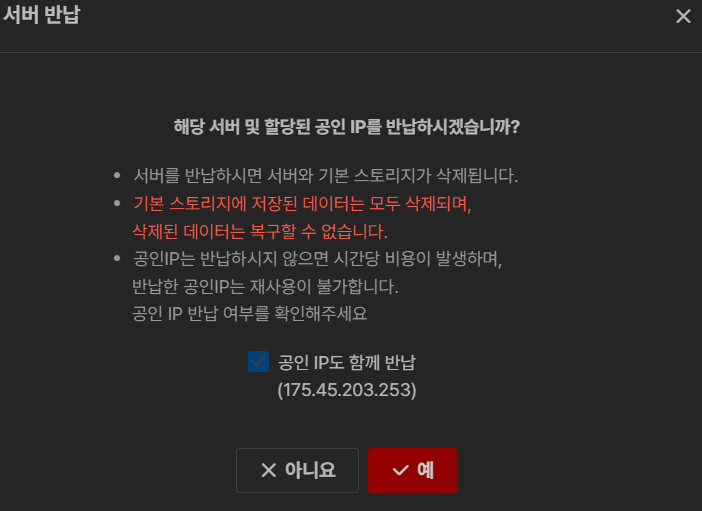 서버 반납
해당 서버 및 할당된 공인 IP를 반납하시겠습니까?
서버를 반납하시면 서버와 기본 스토리지가 삭제됩니다.
기본 스토리지에 저장된 데이터는 모두 삭제되며,
삭제된 데이터는 복구할 수 없습니다.
공인IP는 반납하시지 않으면 시간당 비용이 발생하며,
반납한 공인IP는 재사용이 불가합니다.
공인 IP 반납 여부를 확인해주세요
공인 IP도 함께 반납
(175.45.203.253)
아니요 예